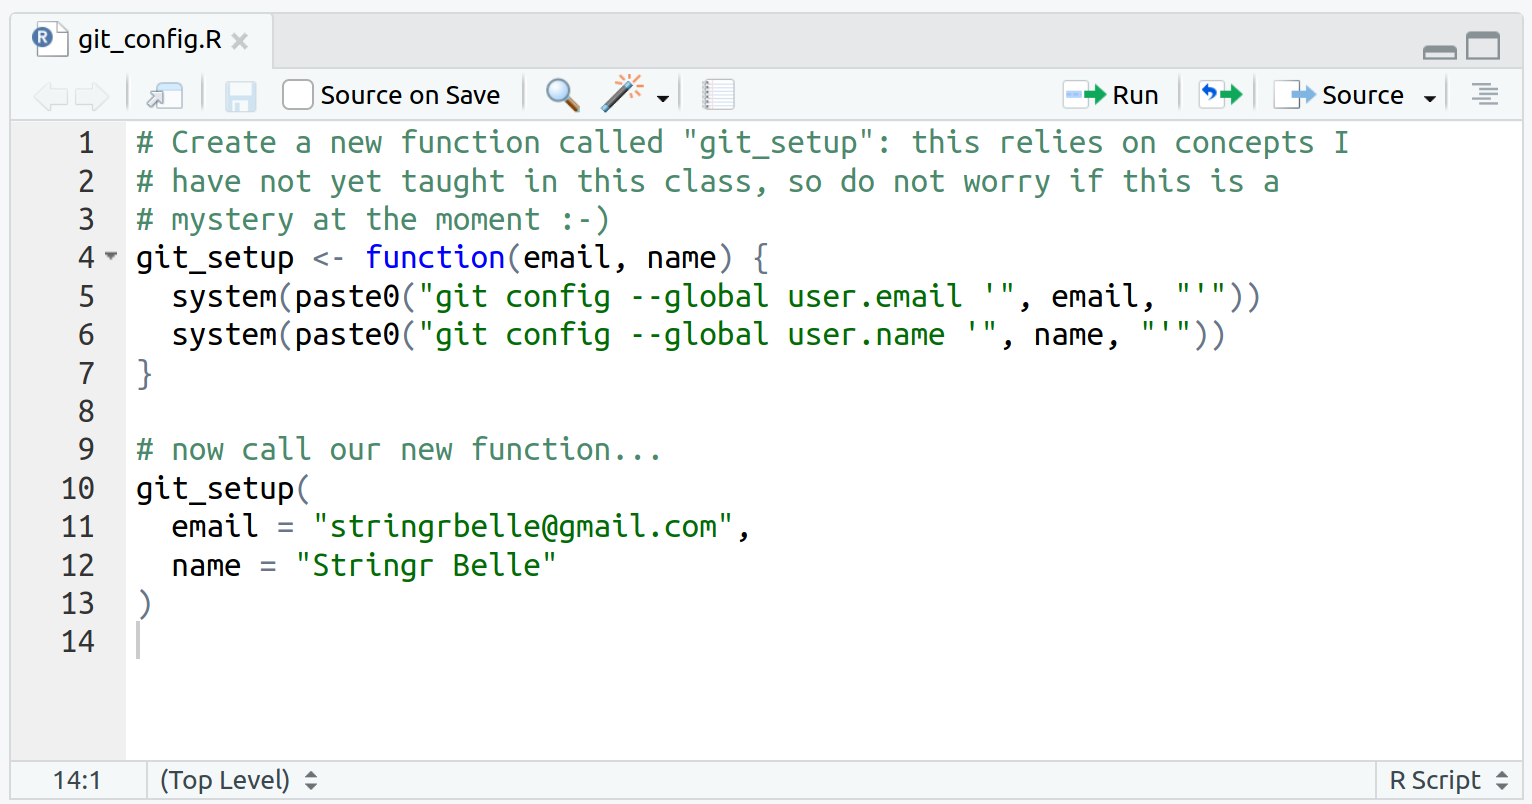 git_config.R
Source on Save Run Source
1 # Create a new function called "git_setup": this relies on concepts I
2 # have not yet taught in this class, so do not worry if this is a
3 # mystery at the moment :-)
4 git_setup <- function(email, name) {
5   system(paste0("git config --global user.email '", email, "'"))
6   system(paste0("git config --global user.name '", name, "'"))
7 }
8
9 # now call our new function...
10 git_setup(
11   email = "stringrbelle@gmail.com",
12   name = "Stringr Belle"
13 )
14
14:1 (Top Level) R Script